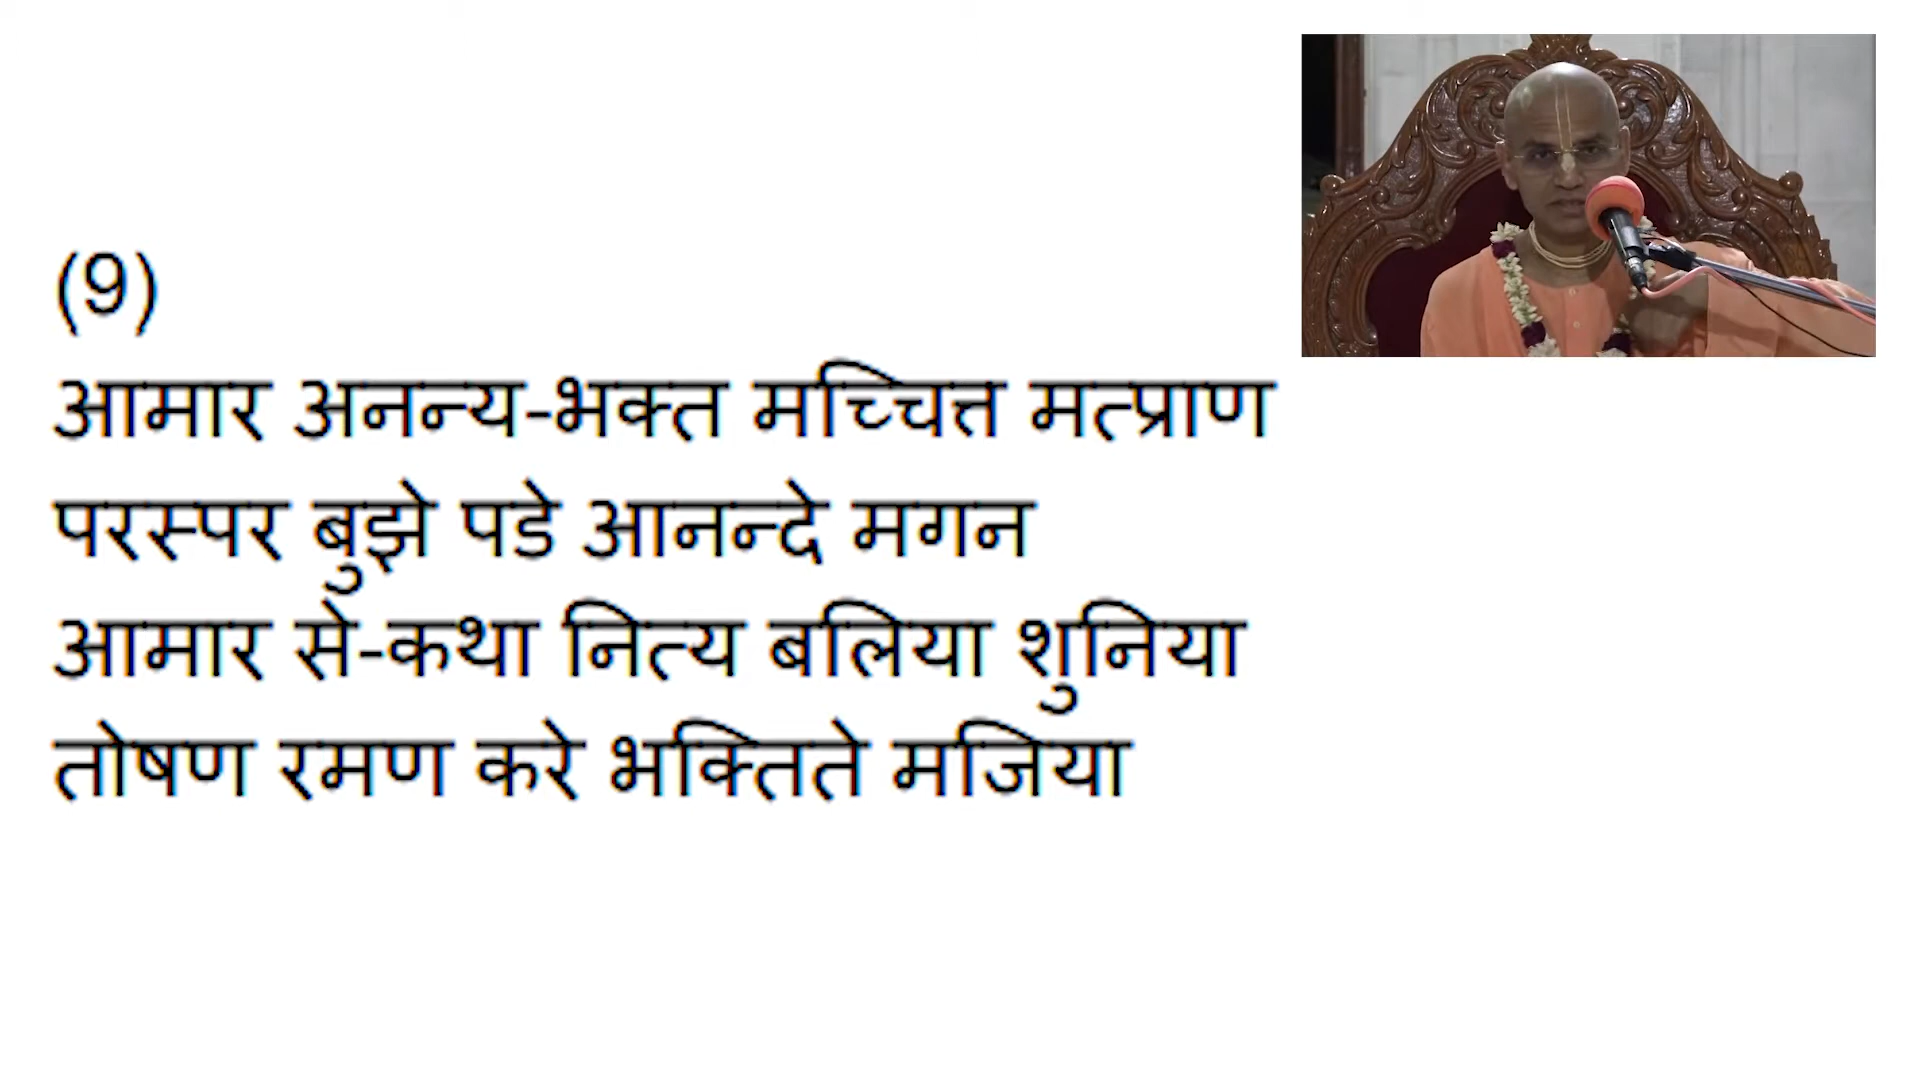 (9)
आमार अनन्य-भक्त मच्चित्त मत्प्राण
परस्पर बुझे पडे आनन्दे मगन
आमार से-कथा नित्य बलिया शुनिया
तोषण रमण करे भक्तिते मजिया